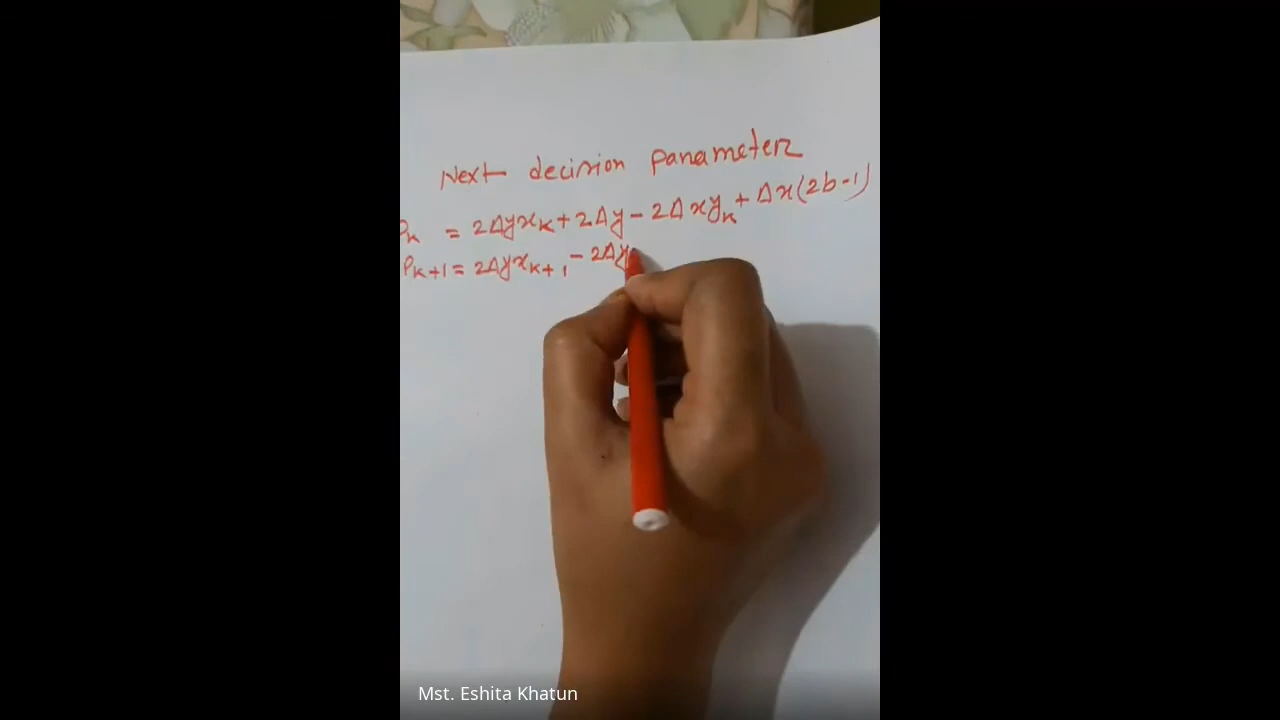 Next decision parameter
Pk = 2Δyxk + 2Δy - 2Δxyk + Δx(2b-1)
Pk+1 = 2Δyxk+1 - 2Δy
Mst. Eshita Khatun